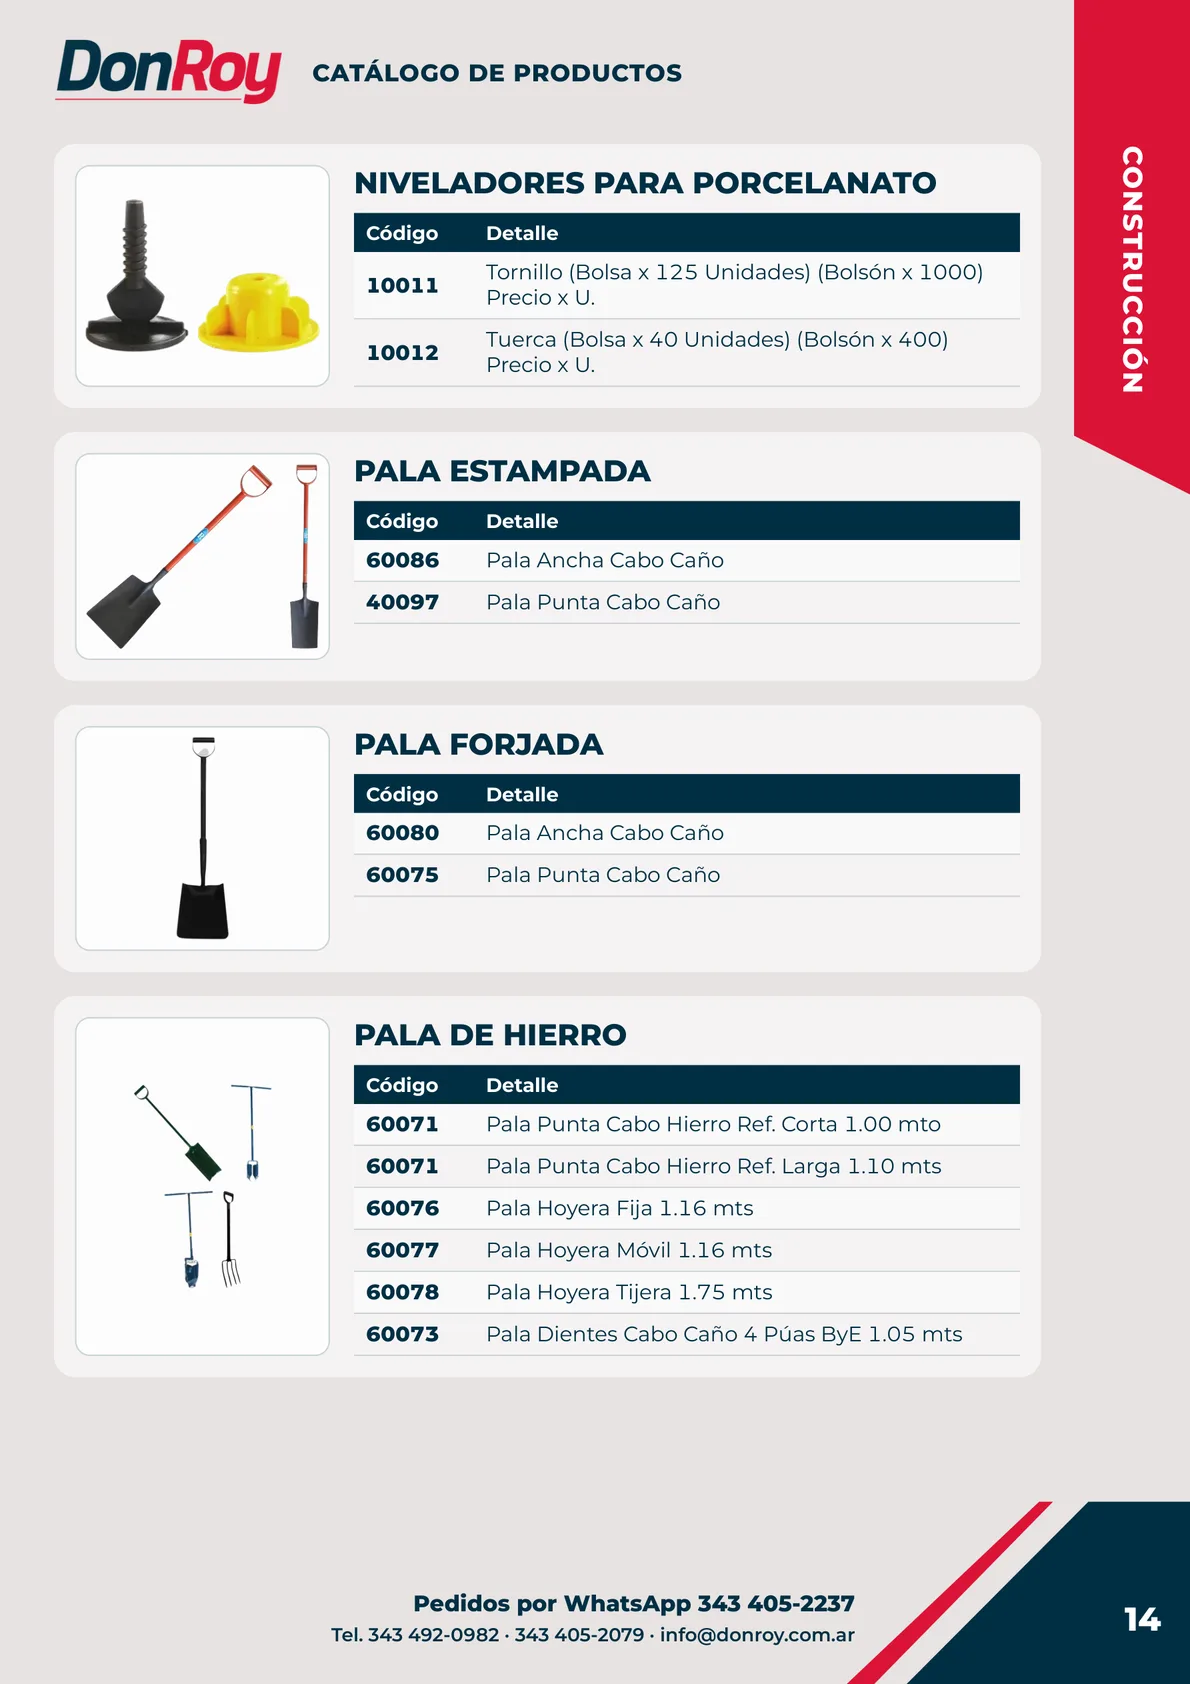 DonRoy
CATÁLOGO DE PRODUCTOS
CONSTRUCCIÓN
NIVELADORES PARA PORCELANATO
Código Detalle
10011 Tornillo (Bolsa x 125 Unidades) (Bolsón x 1000)
Precio x U.
10012 Tuerca (Bolsa x 40 Unidades) (Bolsón x 400)
Precio x U.
PALA ESTAMPADA
Código Detalle
60086 Pala Ancha Cabo Caño
40097 Pala Punta Cabo Caño
PALA FORJADA
Código Detalle
60080 Pala Ancha Cabo Caño
60075 Pala Punta Cabo Caño
PALA DE HIERRO
Código Detalle
60071 Pala Punta Cabo Hierro Ref. Corta 1.00 mto
60071 Pala Punta Cabo Hierro Ref. Larga 1.10 mts
60076 Pala Hoyera Fija 1.16 mts
60077 Pala Hoyera Móvil 1.16 mts
60078 Pala Hoyera Tijera 1.75 mts
60073 Pala Dientes Cabo Caño 4 Púas ByE 1.05 mts
Pedidos por WhatsApp 343 405-2237
Tel. 343 492-0982 · 343 405-2079 · info@donroy.com.ar
14